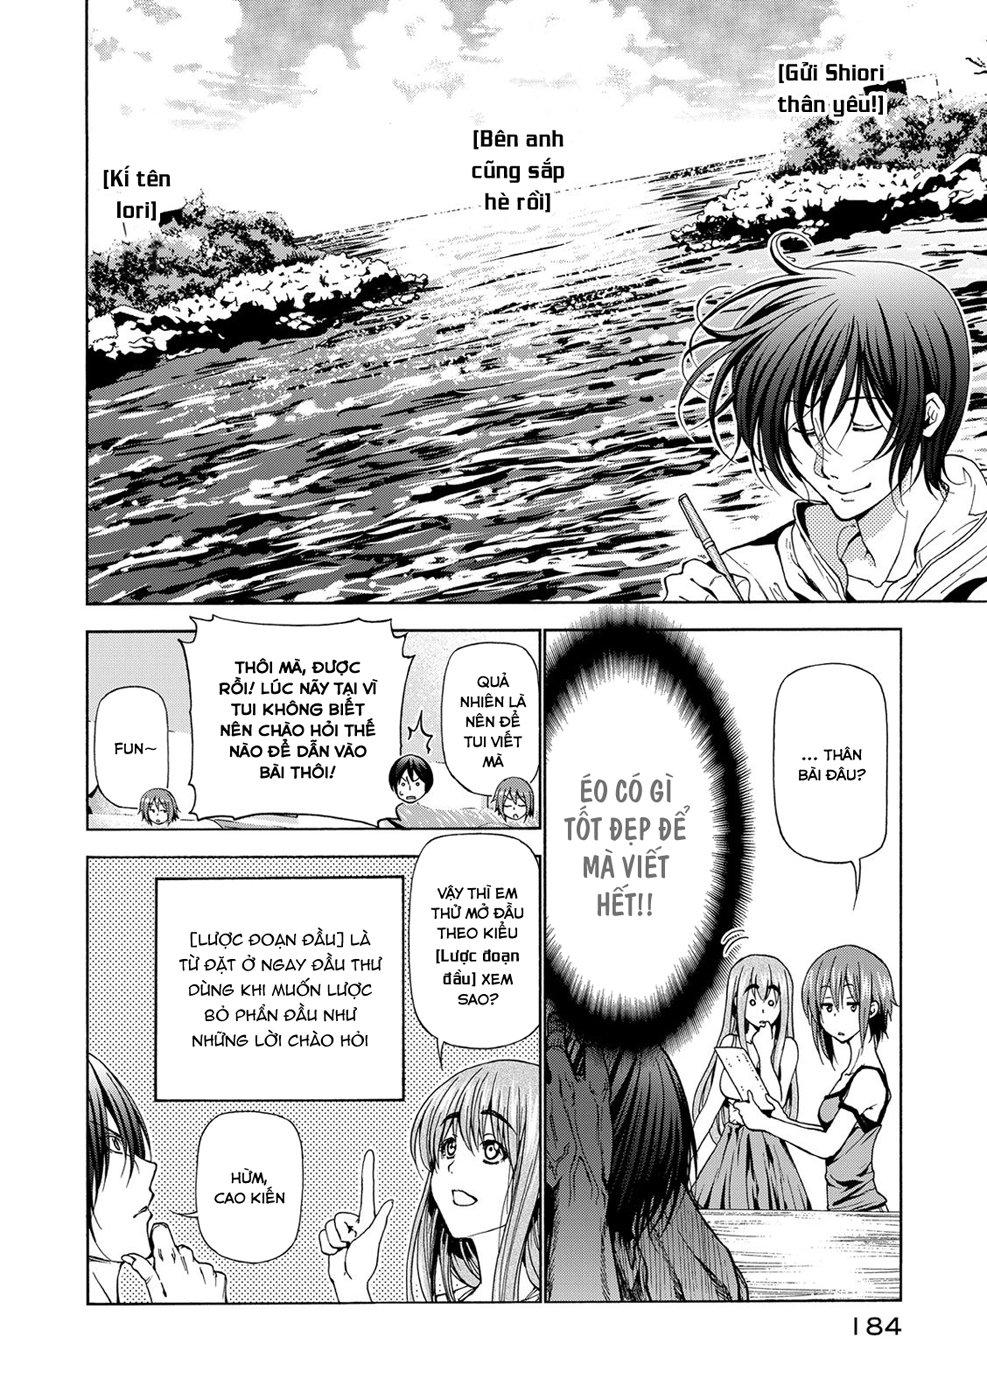 [Gửi Shiori
thân yêu!]
[Bên anh
cũng sắp
hè rồi]
[Kí tên
Iori]
... THÂN
BÀI ĐÂU?
ÉO CÓ GÌ
TỐT ĐẸP ĐỂ
MÀ VIẾT
HẾT!!
QUẢ
NHIÊN LÀ
NÊN ĐỂ
TUI VIẾT
MÀ
THÔI MÀ, ĐƯỢC
RỒI! LÚC NÃY TẠI VÌ
TUI KHÔNG BIẾT
NÊN CHÀO HỎI THẾ
NÀO ĐỂ DẪN VÀO
BÀI THÔI!
FUN~
VẬY THÌ EM
THỬ MỞ ĐẦU
THEO KIỂU
[Lược đoạn
đầu] XEM
SAO?
[LƯỢC ĐOẠN ĐẦU] LÀ
TỪ ĐẶT Ở NGAY ĐẦU THƯ
DÙNG KHI MUỐN LƯỢC
BỎ PHẦN ĐẦU NHƯ
NHỮNG LỜI CHÀO HỎI
HỪM,
CAO KIẾN
184